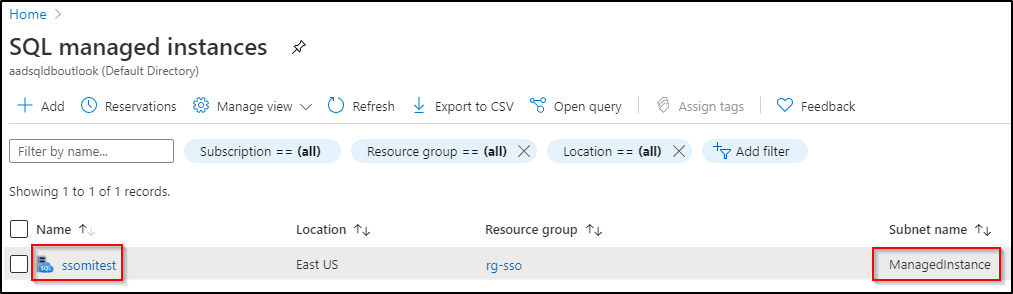 Home >
SQL managed instances
aadsqldboutlook (Default Directory)
+ Add Reservations Manage view Refresh Export to CSV Open query Assign tags Feedback
Filter by name... Subscription == (all) Resource group == (all) Location == (all) Add filter
Showing 1 to 1 of 1 records.
Name ↑↓ Location ↑↓ Resource group ↑↓ Subnet name ↑↓
SQL ssomitest East US rg-sso ManagedInstance